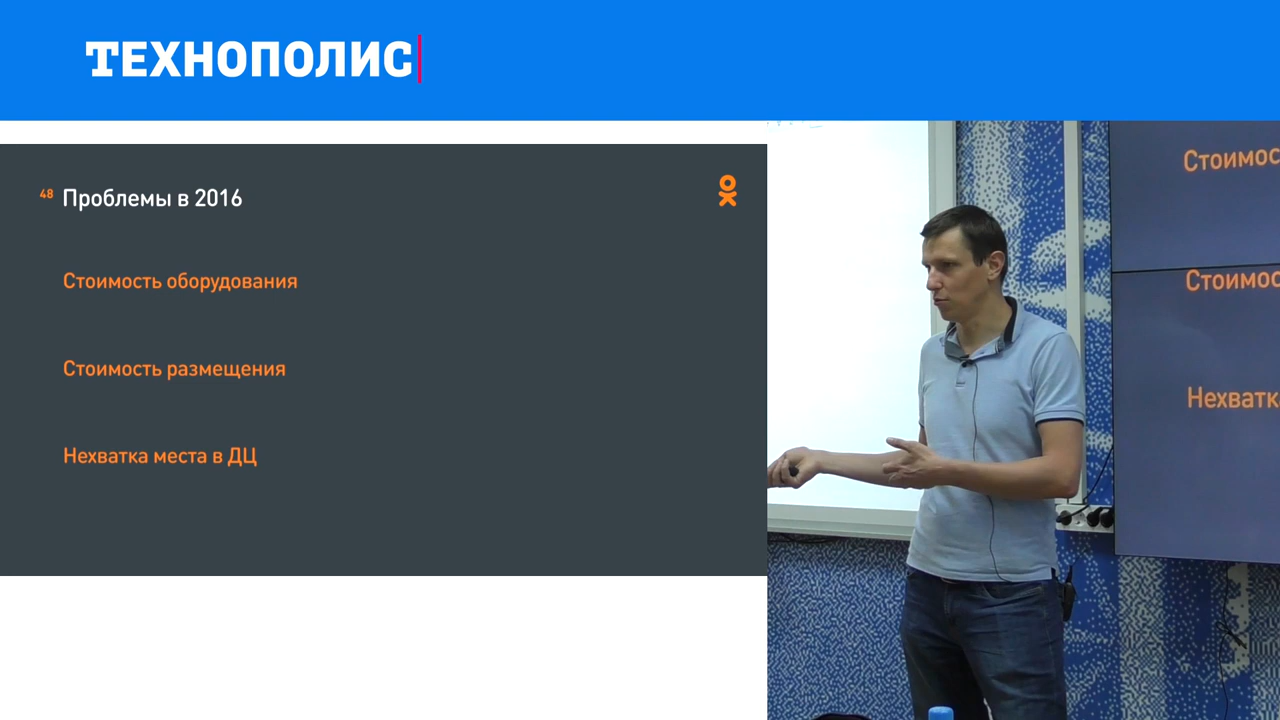 ТЕХНОПОЛИС
48 Проблемы в 2016
Стоимость оборудования
Стоимость размещения
Нехватка места в ДЦ
Стоимос
Стоимос
Нехватк